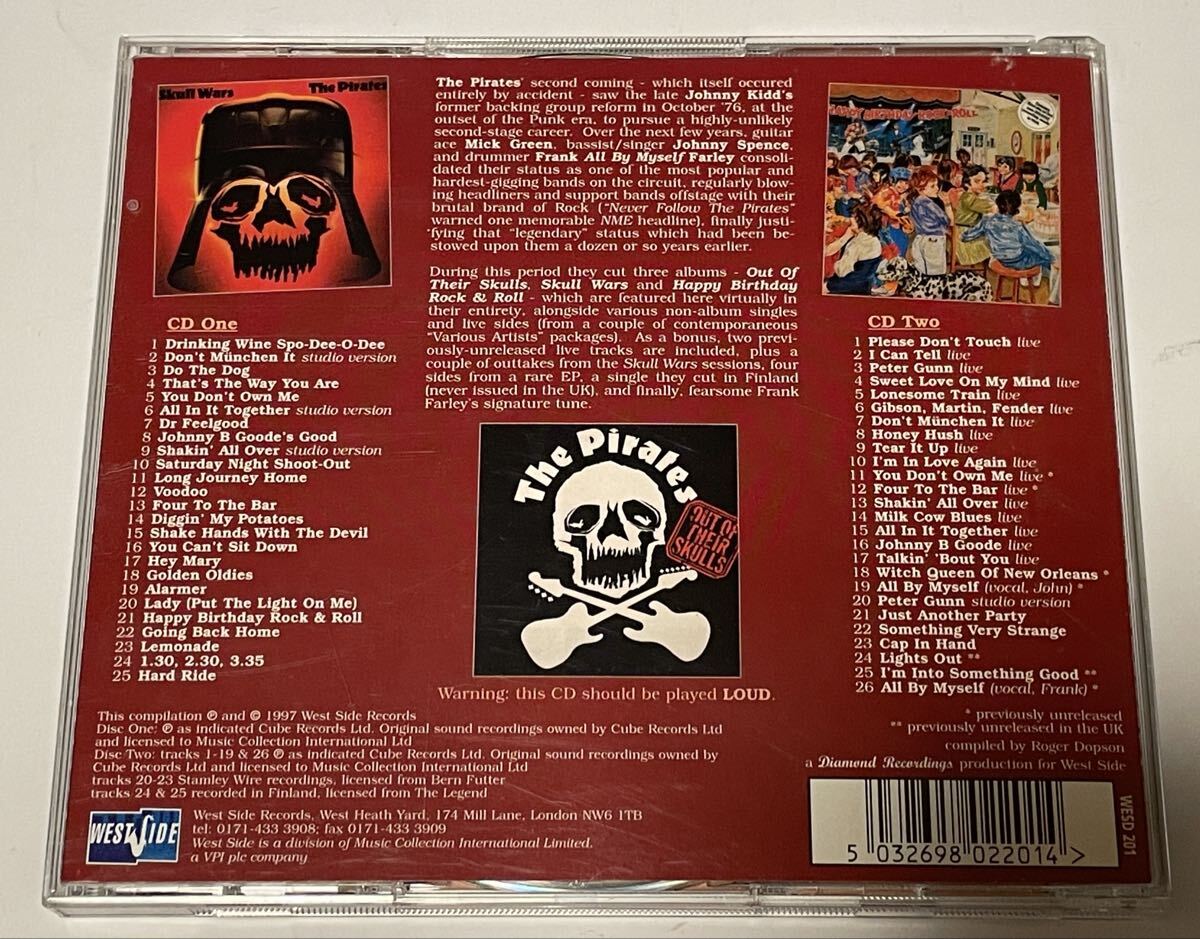 Skull Wars The Pirates
The Pirates' second coming - which itself occured
entirely by accident - saw the late Johnny Kidd's
former backing group reform in October '76, at the
outset of the Punk era, to pursue a highly-unlikely
second-stage career. Over the next few years, guitar
ace Mick Green, bassist/singer Johnny Spence,
and drummer Frank All By Myself Farley consoli-
dated their status as one of the most popular and
hardest-gigging bands on the circuit, regularly blow-
ing headliners and support bands offstage with their
brutal brand of Rock ("Never Follow The Pirates"
warned one memorable NME headline), finally justi-
fying that "legendary" status which had been be-
stowed upon them a dozen or so years earlier.
During this period they cut three albums - Out Of
Their Skulls, Skull Wars and Happy Birthday
Rock & Roll - which are featured here virtually in
their entirety, alongside various non-album singles
and live sides (from a couple of contemporaneous
"Various Artists" packages). As a bonus, two previ-
ously-unreleased live tracks are included, plus a
couple of outtakes from the Skull Wars sessions, four
sides from a rare EP, a single they cut in Finland
(never issued in the UK), and finally, fearsome Frank
Farley's signature tune.
HAPPY BIRTHDAY ROCK 'N' ROLL
CD One
1 Drinking Wine Spo-Dee-O-Dee
2 Don't München It studio version
3 Do The Dog
4 That's The Way You Are
5 You Don't Own Me
6 All In It Together studio version
7 Dr Feelgood
8 Johnny B Goode's Good
9 Shakin' All Over studio version
10 Saturday Night Shoot-Out
11 Long Journey Home
12 Voodoo
13 Four To The Bar
14 Diggin' My Potatoes
15 Shake Hands With The Devil
16 You Can't Sit Down
17 Hey Mary
18 Golden Oldies
19 Alarmer
20 Lady (Put The Light On Me)
21 Happy Birthday Rock & Roll
22 Going Back Home
23 Lemonade
24 1.30, 2.30, 3.35
25 Hard Ride
The Pirates
OUT OF
THEIR
SKULLS
Warning: this CD should be played LOUD.
CD Two
1 Please Don't Touch live
2 I Can Tell live
3 Peter Gunn live
4 Sweet Love On My Mind live
5 Lonesome Train live
6 Gibson, Martin, Fender live
7 Don't München It live
8 Honey Hush live
9 Tear It Up live
10 I'm In Love Again live
11 You Don't Own Me live *
12 Four To The Bar live *
13 Shakin' All Over live
14 Milk Cow Blues live
15 All In It Together live
16 Johnny B Goode live
17 Talkin' 'Bout You live
18 Witch Queen Of New Orleans *
19 All By Myself (vocal, John) *
20 Peter Gunn studio version
21 Just Another Party
22 Something Very Strange
23 Cap In Hand
24 Lights Out **
25 I'm Into Something Good **
26 All By Myself (vocal, Frank) *
* previously unreleased
** previously unreleased in the UK
compiled by Roger Dopson
a Diamond Recordings production for West Side
This compilation ℗ and © 1997 West Side Records
Disc One: ℗ as indicated Cube Records Ltd. Original sound recordings owned by Cube Records Ltd
and licensed to Music Collection International Ltd
Disc Two: tracks 1-19 & 26 ℗ as indicated Cube Records Ltd. Original sound recordings owned by
Cube Records Ltd and licensed to Music Collection International Ltd
tracks 20-23 Stamley Wire recordings, licensed from Bern Futter
tracks 24 & 25 recorded in Finland, licensed from The Legend
WEST SIDE
West Side Records, West Heath Yard, 174 Mill Lane, London NW6 1TB
tel: 0171-433 3908; fax 0171-433 3909
West Side is a division of Music Collection International Limited.
a VPI plc company
5 032698 022014 >
WESD 201